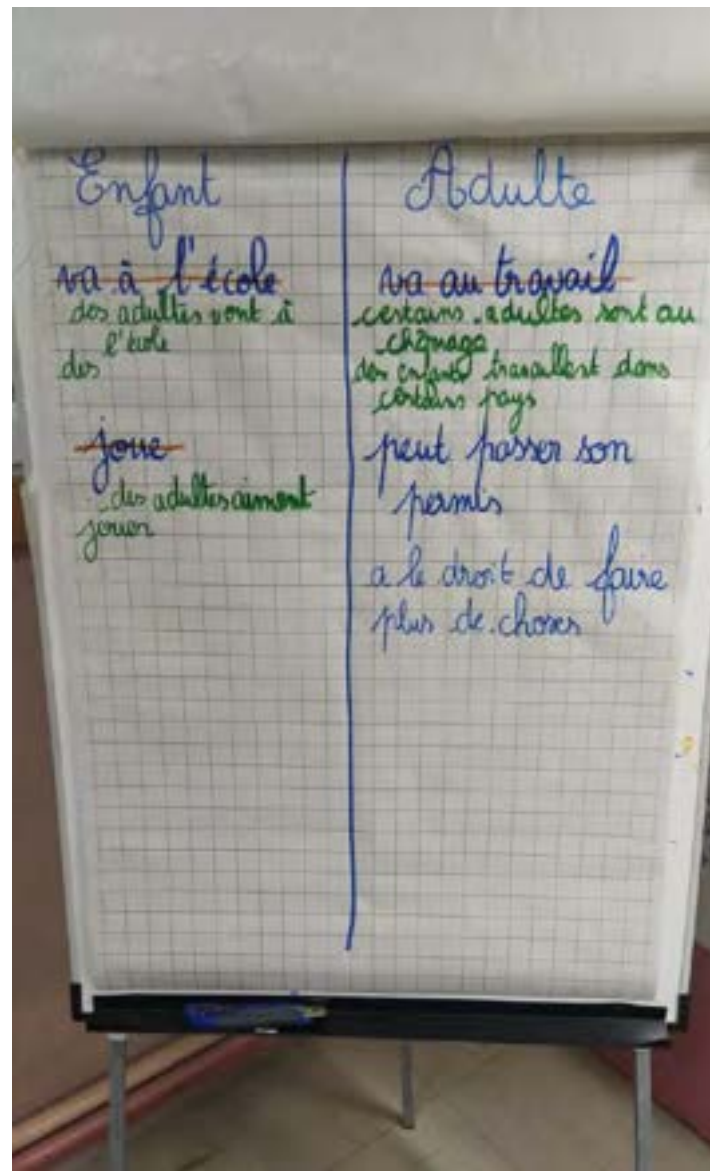 Enfant
va à l'école
des adultes vont à
l'école
des
joue
des adultes aiment
jouer
Adulte
va au travail
certains adultes sont au
chômage
des enfants travaillent dans
certains pays
peut passer son
permis
a le droit de faire
plus de choses